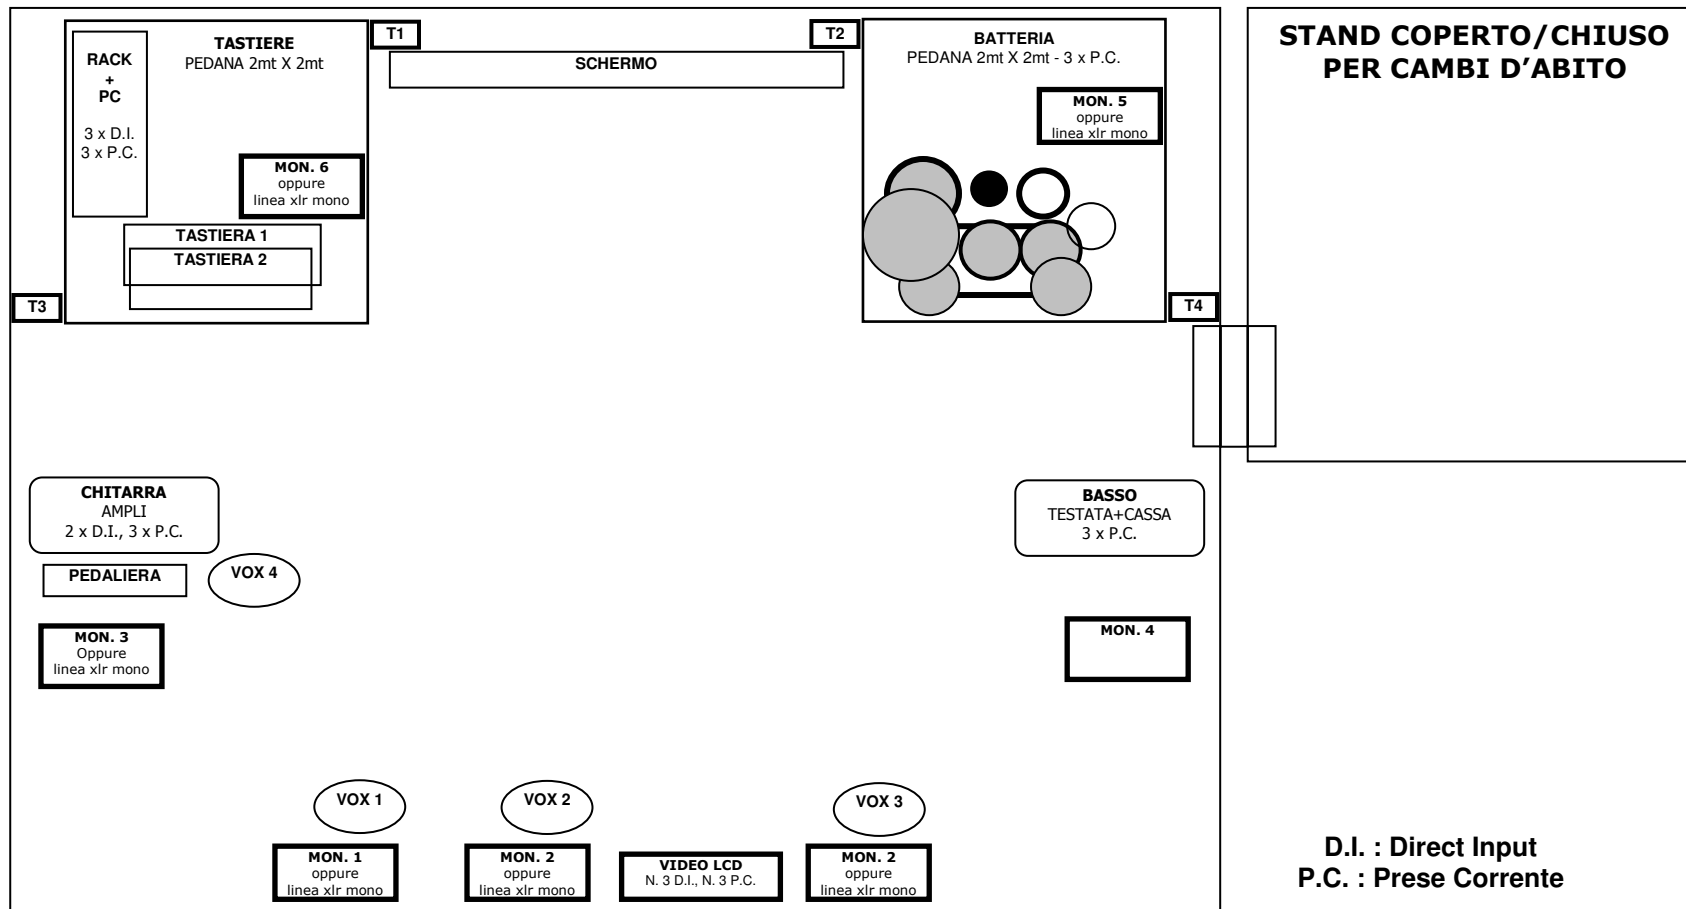 RACK
+
PC
3 x D.I.
3 x P.C.
TASTIERE
PEDANA 2mt X 2mt
MON. 6
oppure
linea xlr mono
TASTIERA 1
TASTIERA 2
T3
T1
T2
SCHERMO
BATTERIA
PEDANA 2mt X 2mt - 3 x P.C.
MON. 5
oppure
linea xlr mono
T4
STAND COPERTO/CHIUSO
PER CAMBI D’ABITO
CHITARRA
AMPLI
2 x D.I., 3 x P.C.
PEDALIERA
VOX 4
MON. 3
Oppure
linea xlr mono
BASSO
TESTATA+CASSA
3 x P.C.
MON. 4
VOX 1
VOX 2
VOX 3
MON. 1
oppure
linea xlr mono
MON. 2
oppure
linea xlr mono
VIDEO LCD
N. 3 D.I., N. 3 P.C.
MON. 2
oppure
linea xlr mono
D.I. : Direct Input
P.C. : Prese Corrente